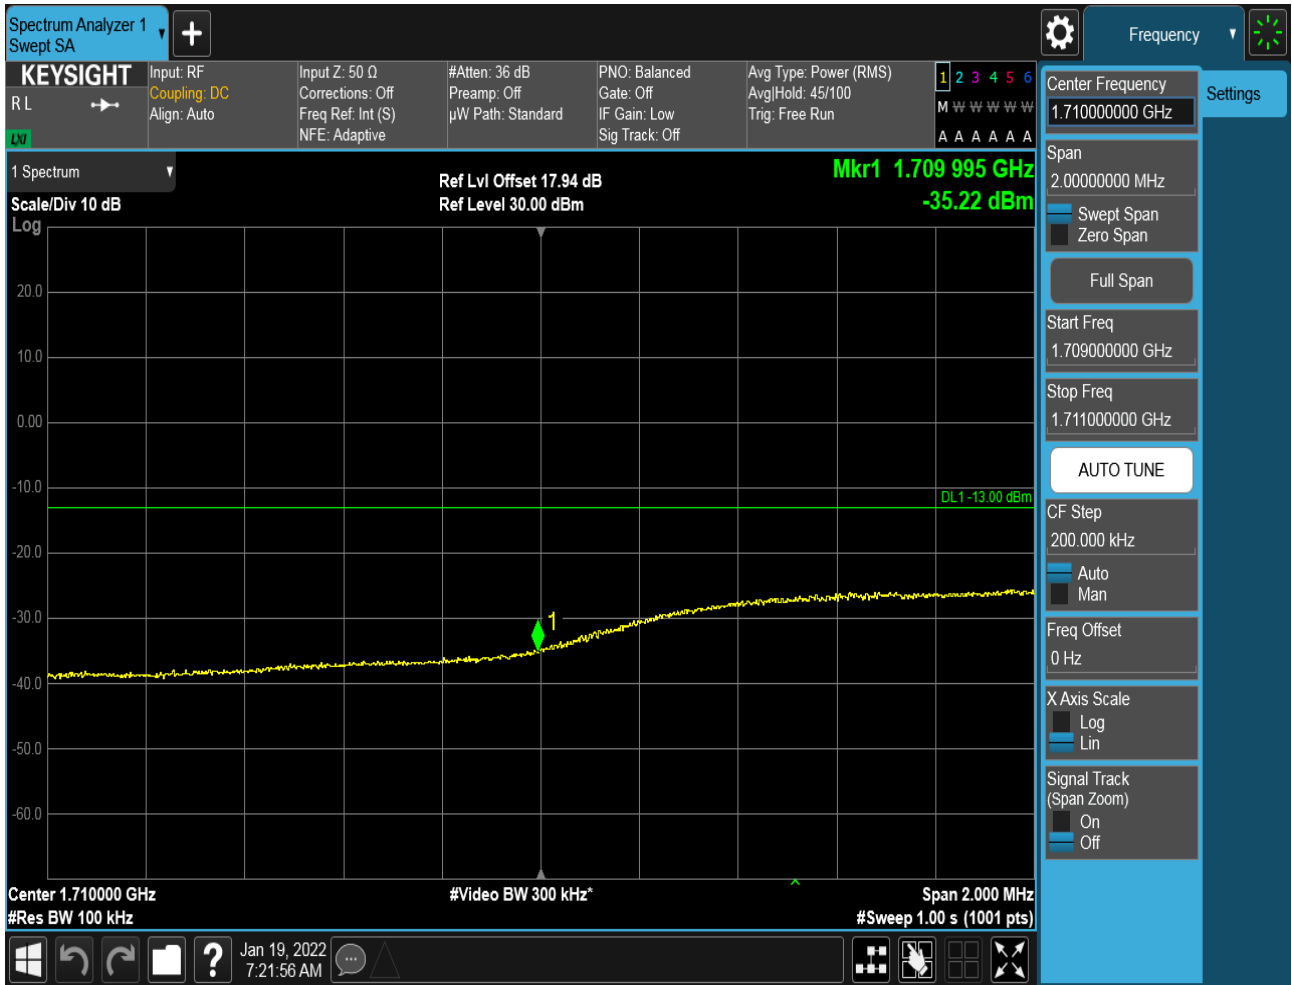 Spectrum Analyzer 1
Swept SA
Frequency
KEYSIGHT
R L
LXI
Input: RF
Coupling: DC
Align: Auto
Input Z: 50 Ω
Corrections: Off
Freq Ref: Int (S)
NFE: Adaptive
#Atten: 36 dB
Preamp: Off
µW Path: Standard
PNO: Balanced
Gate: Off
IF Gain: Low
Sig Track: Off
Avg Type: Power (RMS)
Avg|Hold: 45/100
Trig: Free Run
1 2 3 4 5 6
M W W W W W
A A A A A A
1 Spectrum
Scale/Div 10 dB
Log
Ref Lvl Offset 17.94 dB
Ref Level 30.00 dBm
Mkr1 1.709 995 GHz
-35.22 dBm
20.0
10.0
0.00
-10.0
-20.0
-30.0
-40.0
-50.0
-60.0
DL1 -13.00 dBm
1
Center 1.710000 GHz
#Res BW 100 kHz
#Video BW 300 kHz*
Span 2.000 MHz
#Sweep 1.00 s (1001 pts)
Center Frequency
1.710000000 GHz
Settings
Span
2.00000000 MHz
Swept Span
Zero Span
Full Span
Start Freq
1.709000000 GHz
Stop Freq
1.711000000 GHz
AUTO TUNE
CF Step
200.000 kHz
Auto
Man
Freq Offset
0 Hz
X Axis Scale
Log
Lin
Signal Track
(Span Zoom)
On
Off
?
Jan 19, 2022
7:21:56 AM